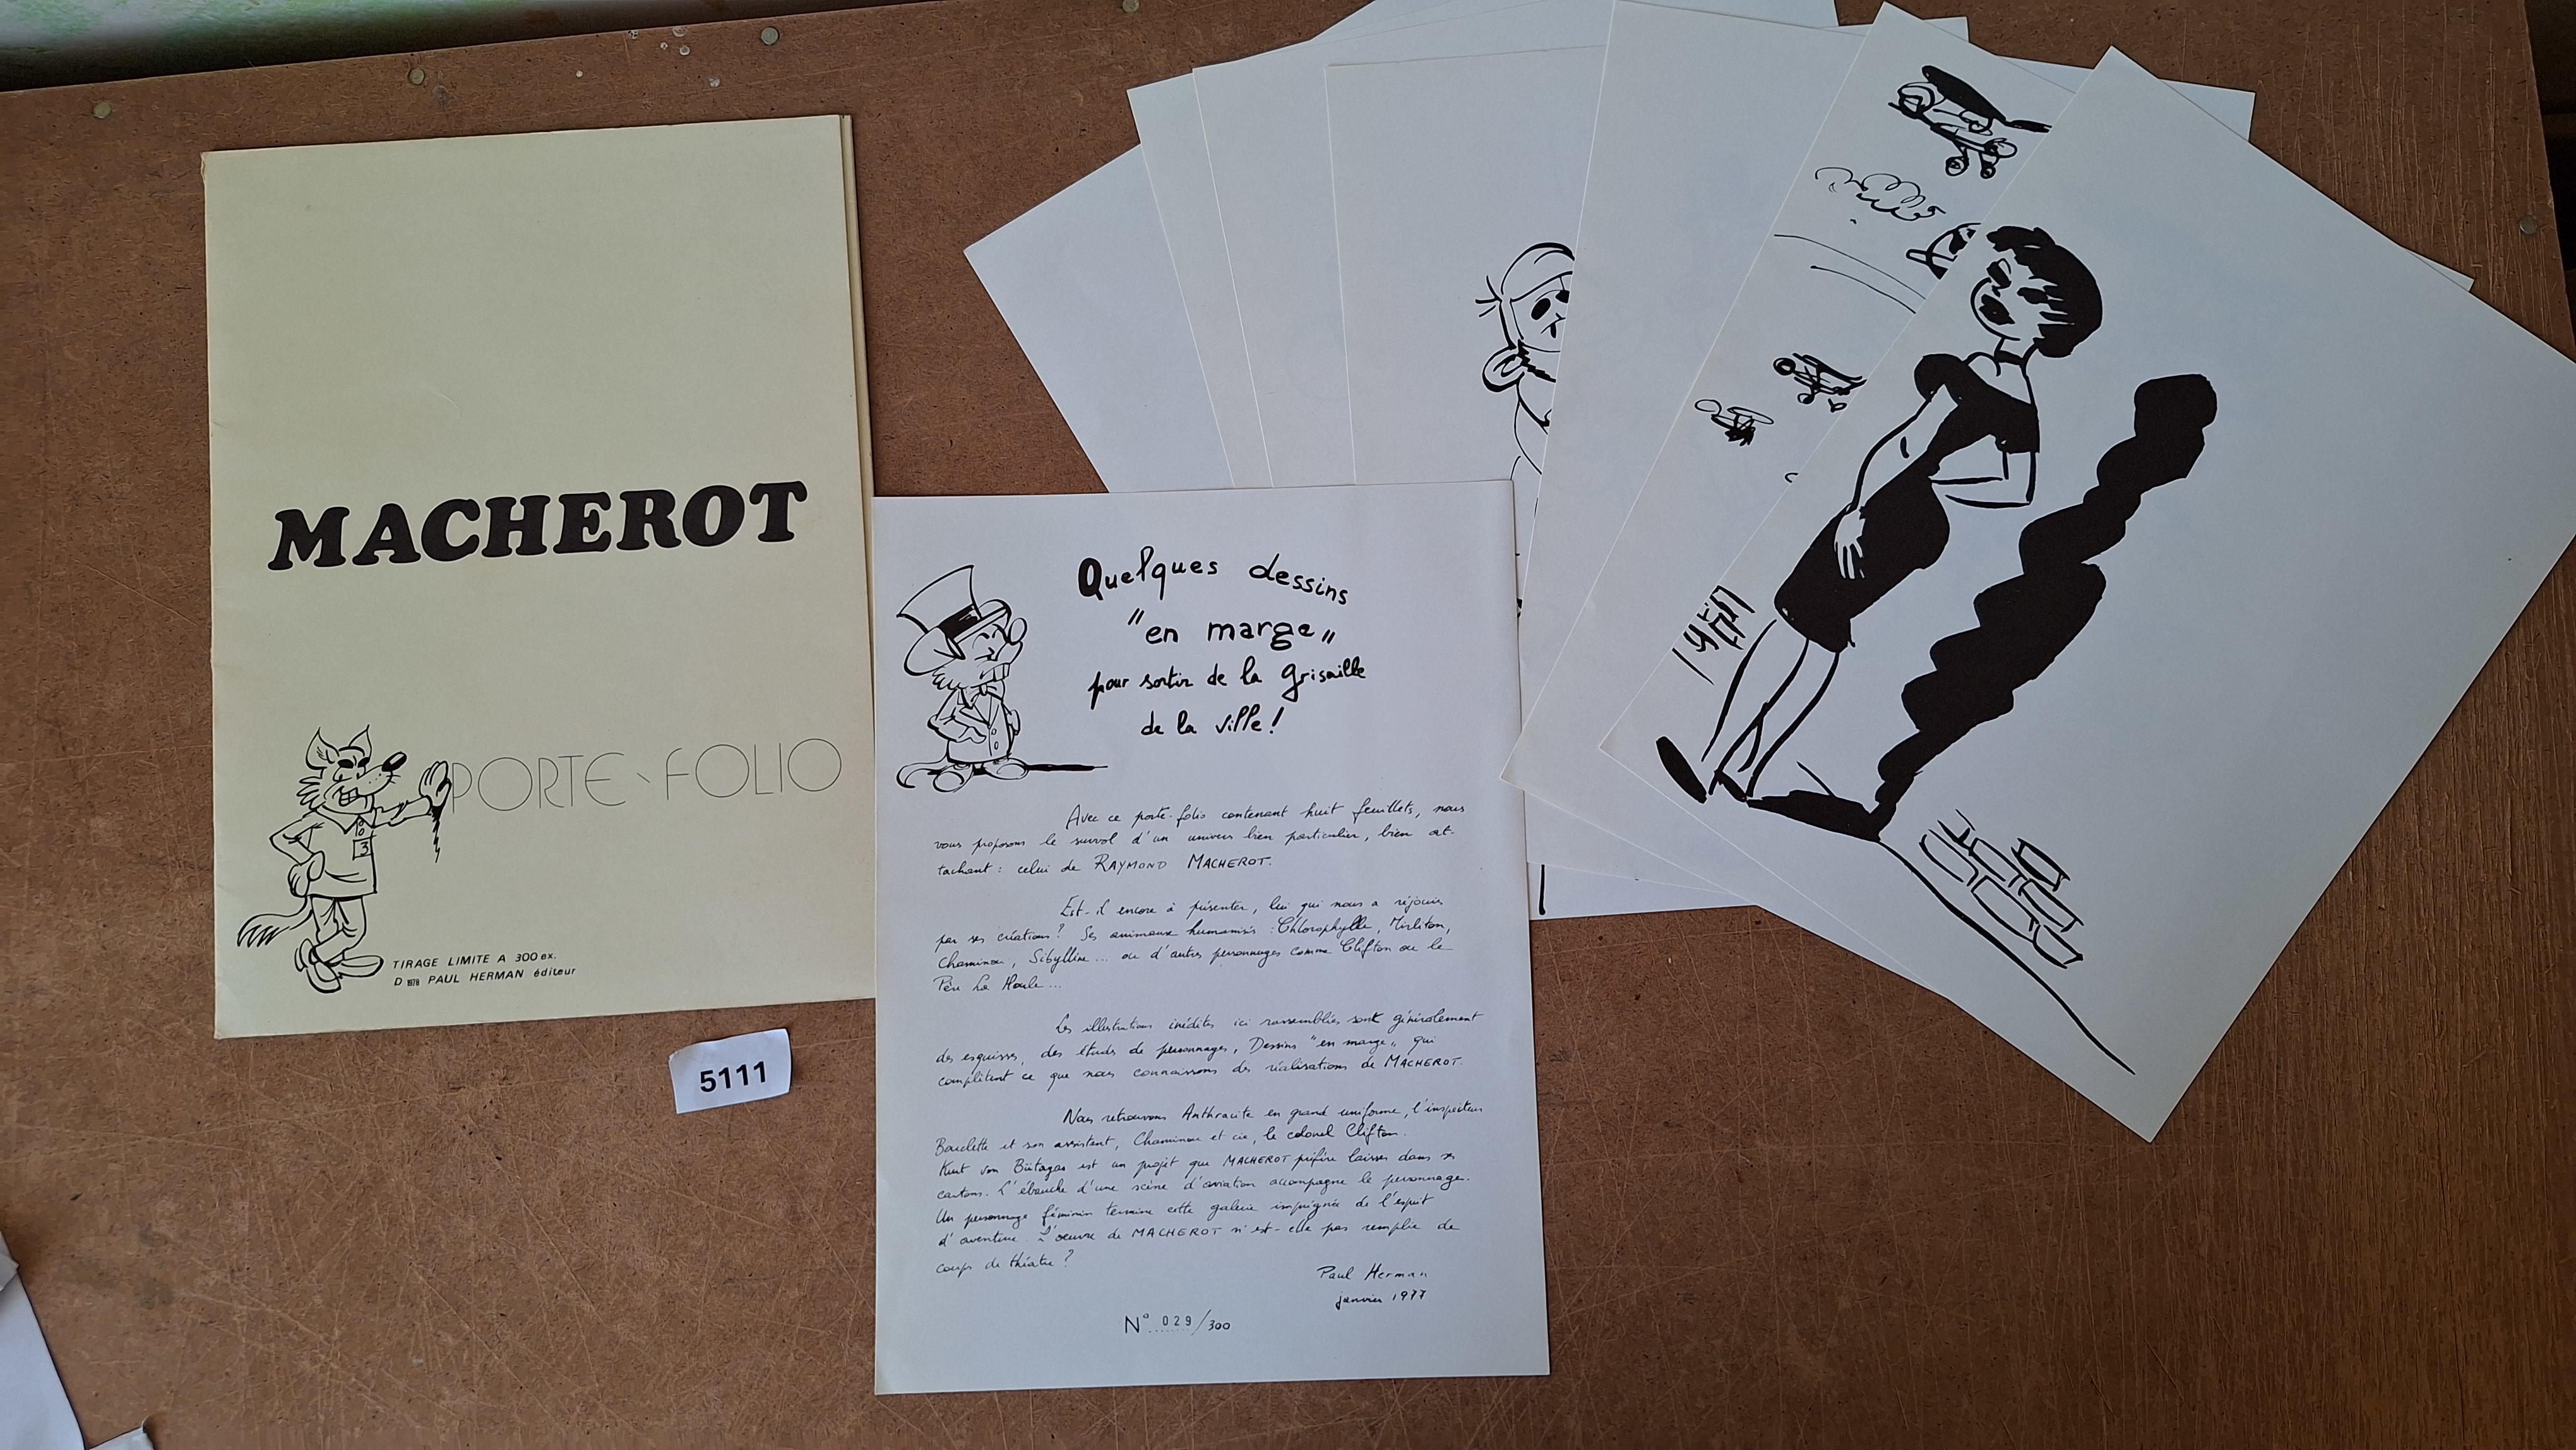 MACHEROT
PORTE-FOLIO
TIRAGE LIMITE A 300 ex.
D 1978 PAUL HERMAN éditeur
5111
Quelques dessins
"en marge"
pour sortir de la grisaille
de la ville !
Avec ce porte-folio contenant huit feuillets, nous
vous proposons le survol d'un univers bien particulier, bien at-
tachant : celui de RAYMOND MACHEROT.
Est-il encore à présenter, lui qui nous a réjouis
par ses créations ? Ses animaux humanisés : Chlorophylle, Mirliton,
Chaminou, Sibylline ... ou d'autres personnages comme Clifton ou le
Père La Houle ...
Les illustrations inédites ici rassemblées sont généralement
des esquisses, des études de personnages, Dessins "en marge" qui
complètent ce que nous connaissons des réalisations de MACHEROT.
Nous retrouvons Anthracite en grand uniforme, l'inspecteur
et son assistant, Chaminou et cie, le colonel Clifton.
Kurt von est un projet que MACHEROT préfère laisser dans ses
cartons. L'ébauche d'une scène d'aviation accompagne le personnage.
Un personnage féminin termine cette galerie imprégnée de l'esprit
d'aventure. L'oeuvre de MACHEROT n'est-elle pas remplie de
coups de théâtre ?
Paul Herman
janvier 1977
N° 029/300